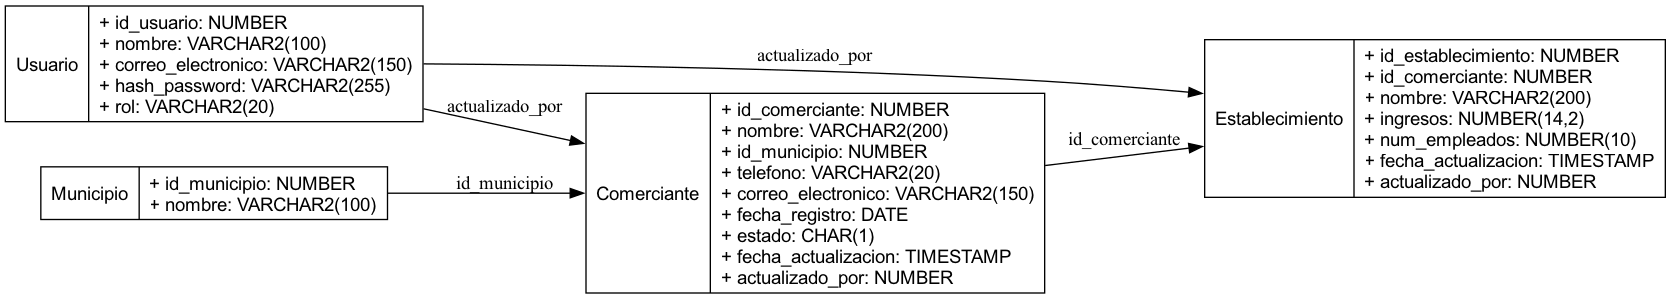 Usuario
+ id_usuario: NUMBER
+ nombre: VARCHAR2(100)
+ correo_electronico: VARCHAR2(150)
+ hash_password: VARCHAR2(255)
+ rol: VARCHAR2(20)
Municipio
+ id_municipio: NUMBER
+ nombre: VARCHAR2(100)
actualizado_por
actualizado_por
id_municipio
Comerciante
+ id_comerciante: NUMBER
+ nombre: VARCHAR2(200)
+ id_municipio: NUMBER
+ telefono: VARCHAR2(20)
+ correo_electronico: VARCHAR2(150)
+ fecha_registro: DATE
+ estado: CHAR(1)
+ fecha_actualizacion: TIMESTAMP
+ actualizado_por: NUMBER
id_comerciante
Establecimiento
+ id_establecimiento: NUMBER
+ id_comerciante: NUMBER
+ nombre: VARCHAR2(200)
+ ingresos: NUMBER(14,2)
+ num_empleados: NUMBER(10)
+ fecha_actualizacion: TIMESTAMP
+ actualizado_por: NUMBER